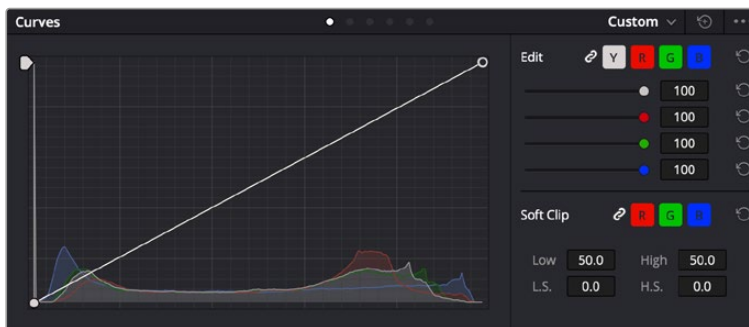 Curves
Custom
Edit
Y R G B
100
100
100
100
Soft Clip
R G B
Low 50.0 High 50.0
L.S. 0.0 H.S. 0.0